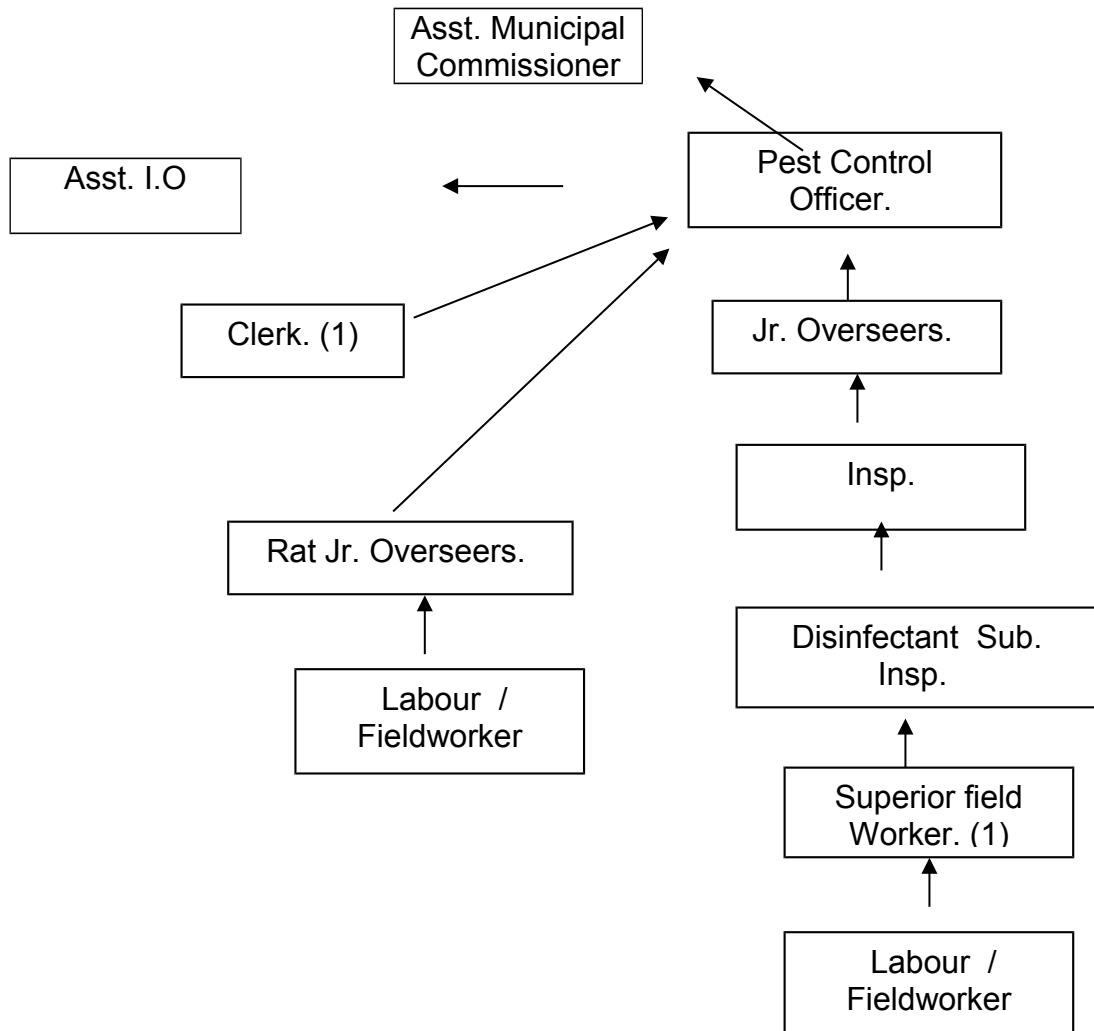 Asst. Municipal
Commissioner
Pest Control
Officer.
Asst. I.O
Clerk. (1)
Jr. Overseers.
Insp.
Rat Jr. Overseers.
Disinfectant  Sub.
Insp.
Labour  /
Fieldworker
Superior field
Worker. (1)
Labour  /
Fieldworker